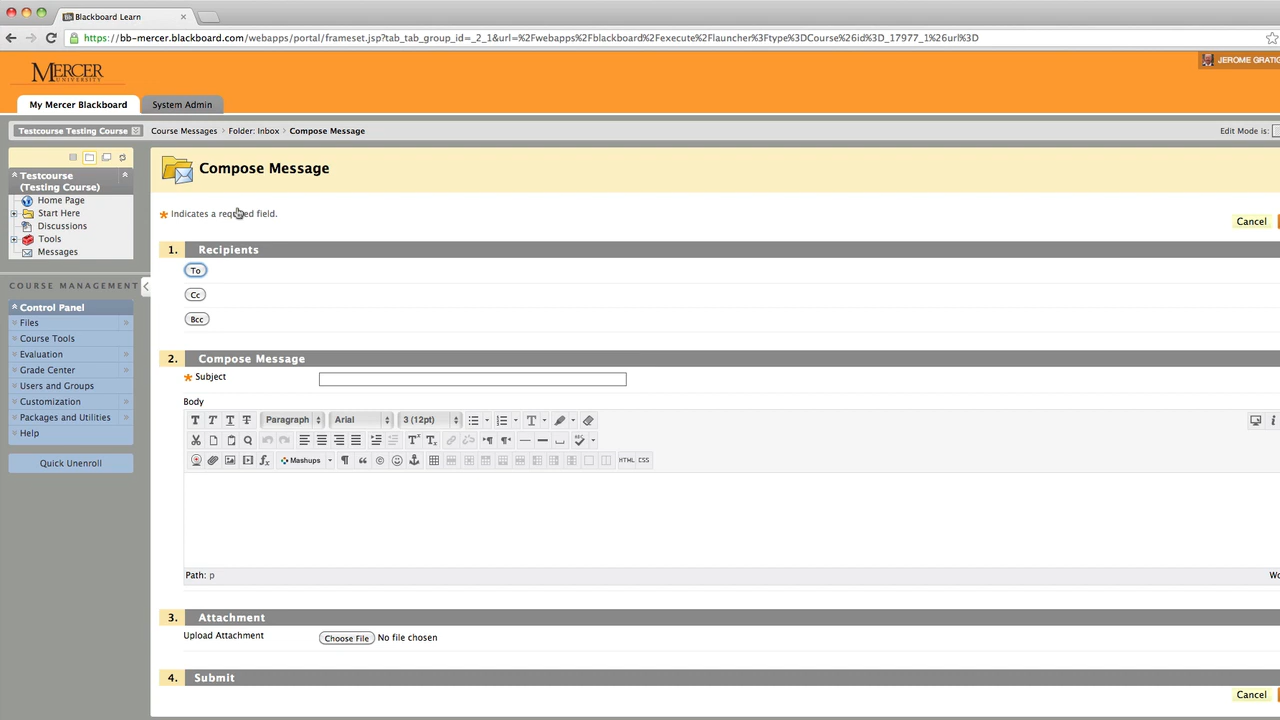 Blackboard Learn
https://bb-mercer.blackboard.com/webapps/portal/frameset.jsp?tab_tab_group_id=_2_1&url=%2Fwebapps%2Fblackboard%2Fexecute%2Flauncher%3Ftype%3DCourse%26id%3D_17977_1%26url%3D
MERCER
UNIVERSITY
JEROME GRATIG
My Mercer Blackboard
System Admin
Testcourse Testing Course
Course Messages > Folder: Inbox > Compose Message
Edit Mode is:
Testcourse
(Testing Course)
Home Page
Start Here
Discussions
Tools
Messages
COURSE MANAGEMENT
Control Panel
Files
Course Tools
Evaluation
Grade Center
Users and Groups
Customization
Packages and Utilities
Help
Quick Unenroll
Compose Message
Indicates a required field.
Cancel
1. Recipients
To
Cc
Bcc
2. Compose Message
Subject
Body
Paragraph Arial 3 (12pt)
Mashups HTML CSS
Path: p
3. Attachment
Upload Attachment Choose File No file chosen
4. Submit
Cancel